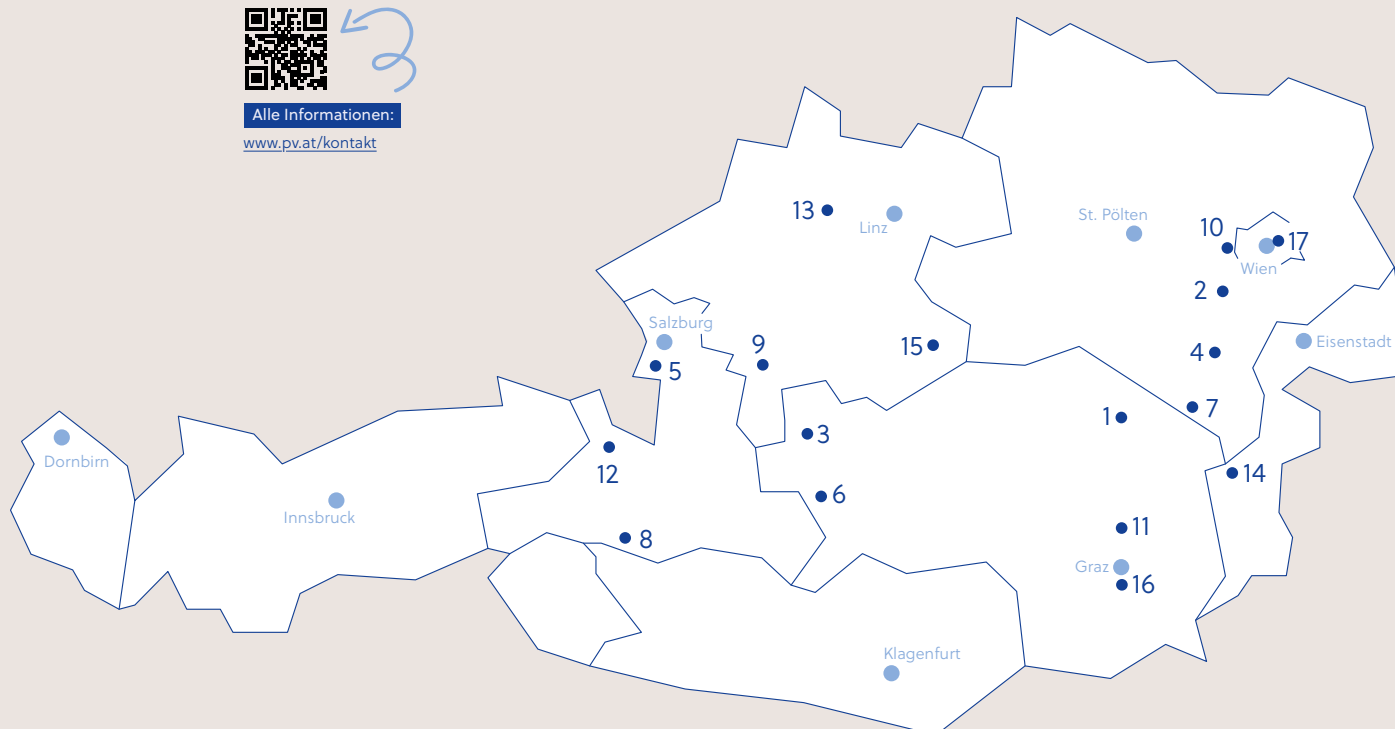 Alle Informationen:
www.pv.at/kontakt
13
Linz
St. Pölten
10
17
Wien
2
Salzburg
5
9
15
4
Eisenstadt
7
1
3
Dornbirn
12
14
6
Innsbruck
11
8
Graz
16
Klagenfurt